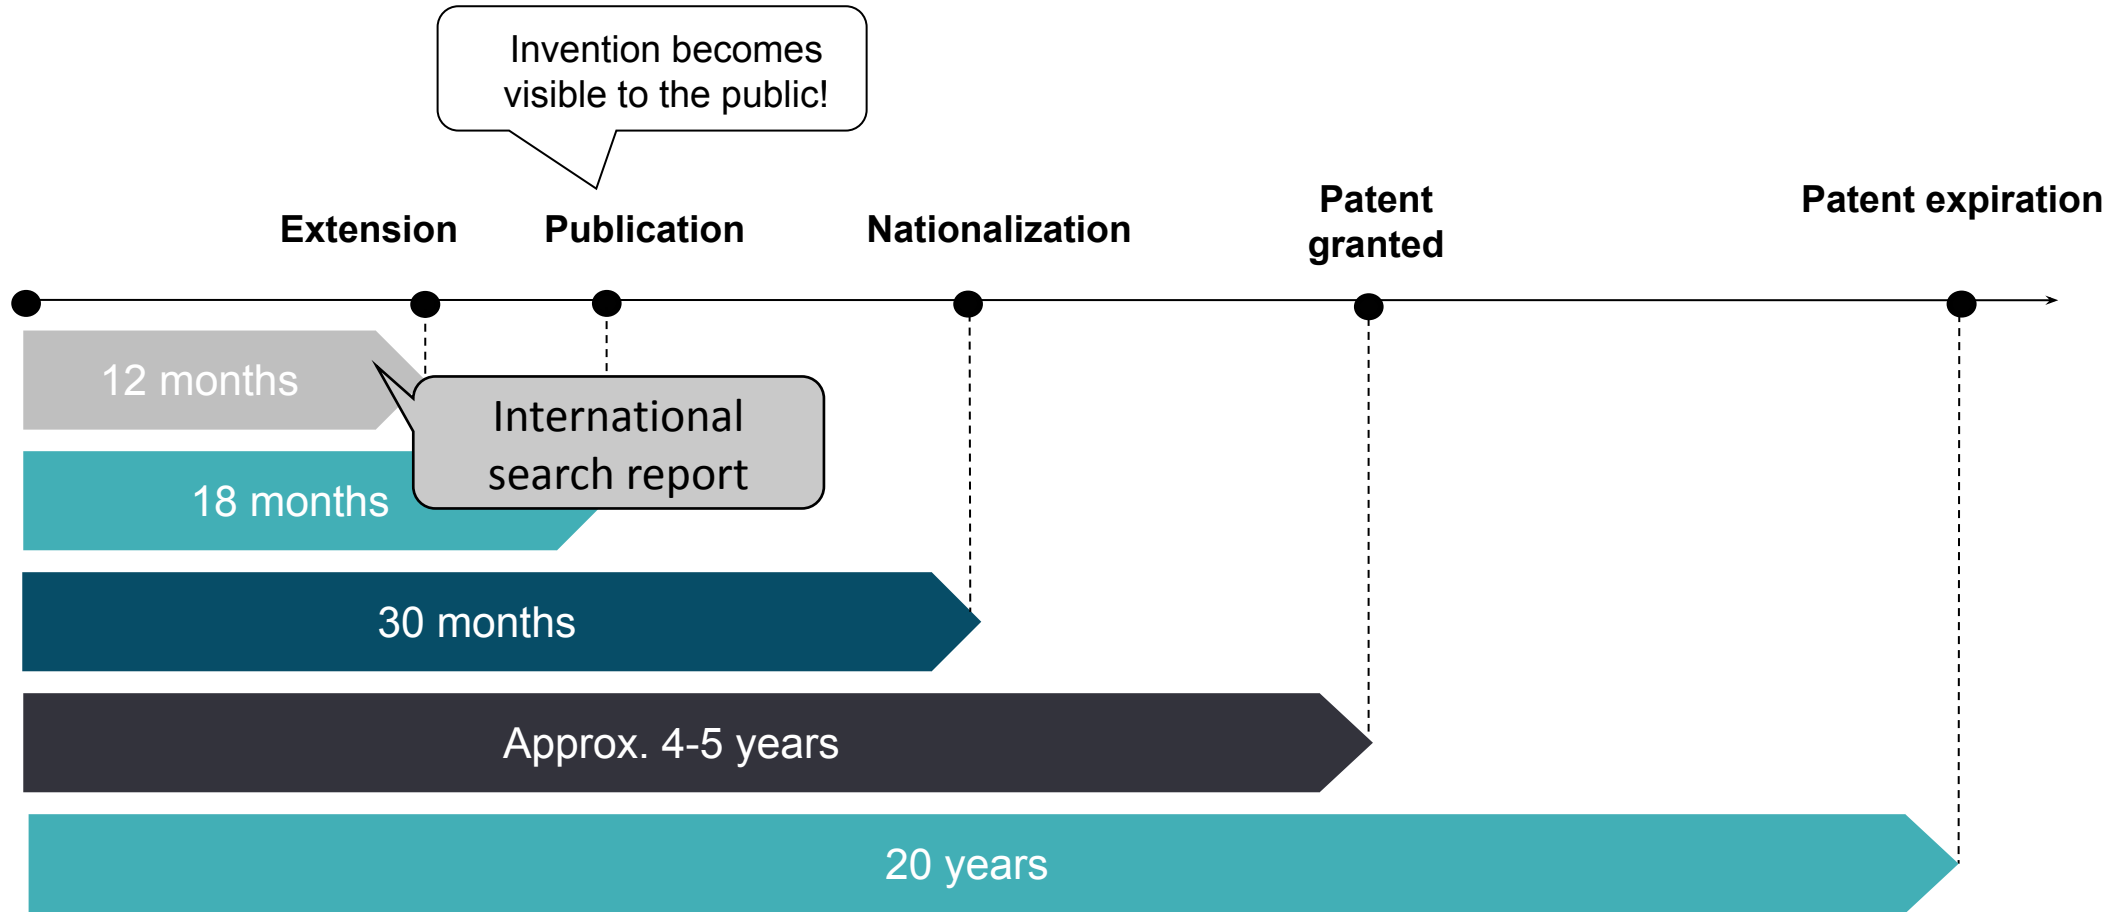 Invention becomes
visible to the public!
Extension
Publication
Nationalization
Patent
granted
Patent expiration
12 months
International
search report
18 months
30 months
Approx. 4-5 years
20 years